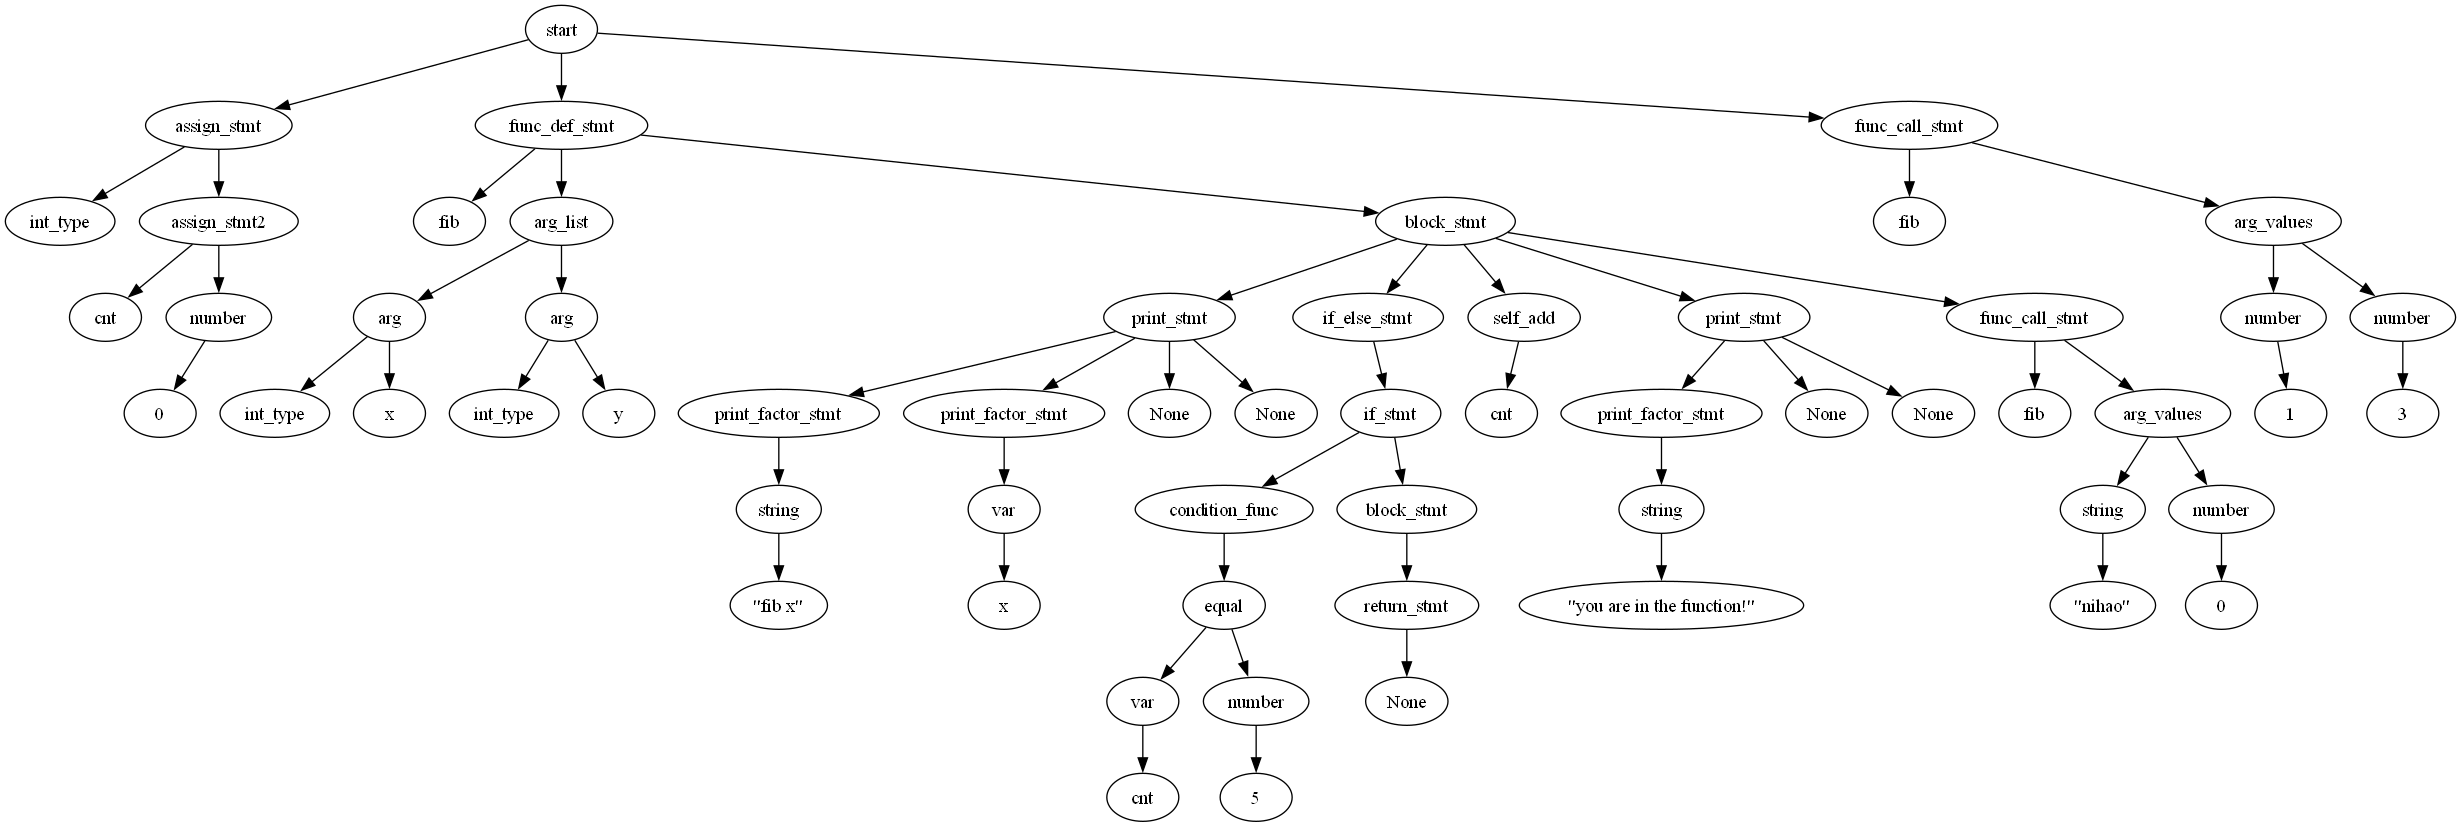 start
assign_stmt
func_def_stmt
func_call_stmt
int_type
assign_stmt2
fib
arg_list
block_stmt
fib
arg_values
cnt
number
arg
arg
print_stmt
if_else_stmt
self_add
print_stmt
func_call_stmt
number
number
0
int_type
x
int_type
y
print_factor_stmt
print_factor_stmt
None
None
if_stmt
cnt
print_factor_stmt
None
None
fib
arg_values
1
3
string
var
condition_func
block_stmt
string
string
number
"fib x"
x
equal
return_stmt
"you are in the function!"
"nihao"
0
var
number
None
cnt
5